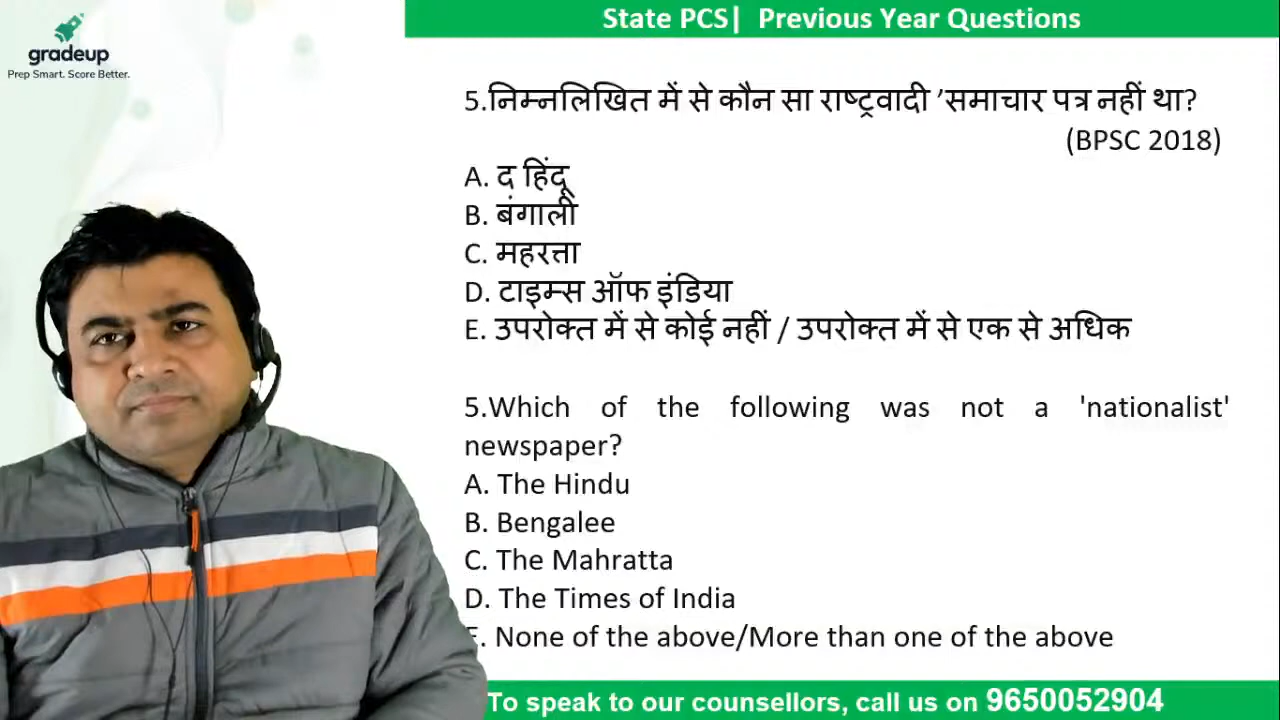 gradeup
Prep Smart. Score Better.
State PCS| Previous Year Questions
5.निम्नलिखित में से कौन सा राष्ट्रवादी ’समाचार पत्र नहीं था?
(BPSC 2018)
A. द हिंदू
B. बंगाली
C. महरत्ता
D. टाइम्स ऑफ इंडिया
E. उपरोक्त में से कोई नहीं / उपरोक्त में से एक से अधिक
5.Which of the following was not a 'nationalist'
newspaper?
A. The Hindu
B. Bengalee
C. The Mahratta
D. The Times of India
E. None of the above/More than one of the above
To speak to our counsellors, call us on 9650052904